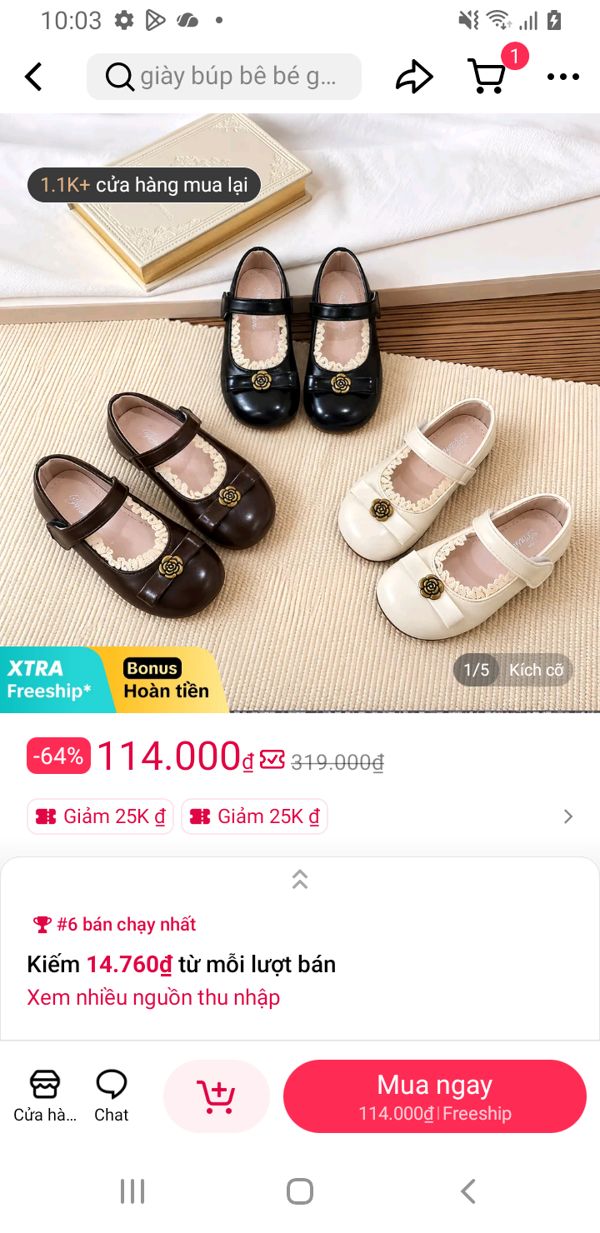 10:03
giày búp bê bé g...
1
1.1K+ cửa hàng mua lại
XTRA
Freeship*
Bonus
Hoàn tiền
1/5 Kích cỡ
-64% 114.000₫ 319.000₫
Giảm 25K ₫ Giảm 25K ₫
#6 bán chạy nhất
Kiếm 14.760₫ từ mỗi lượt bán
Xem nhiều nguồn thu nhập
Cửa hà... Chat
Mua ngay
114.000₫|Freeship